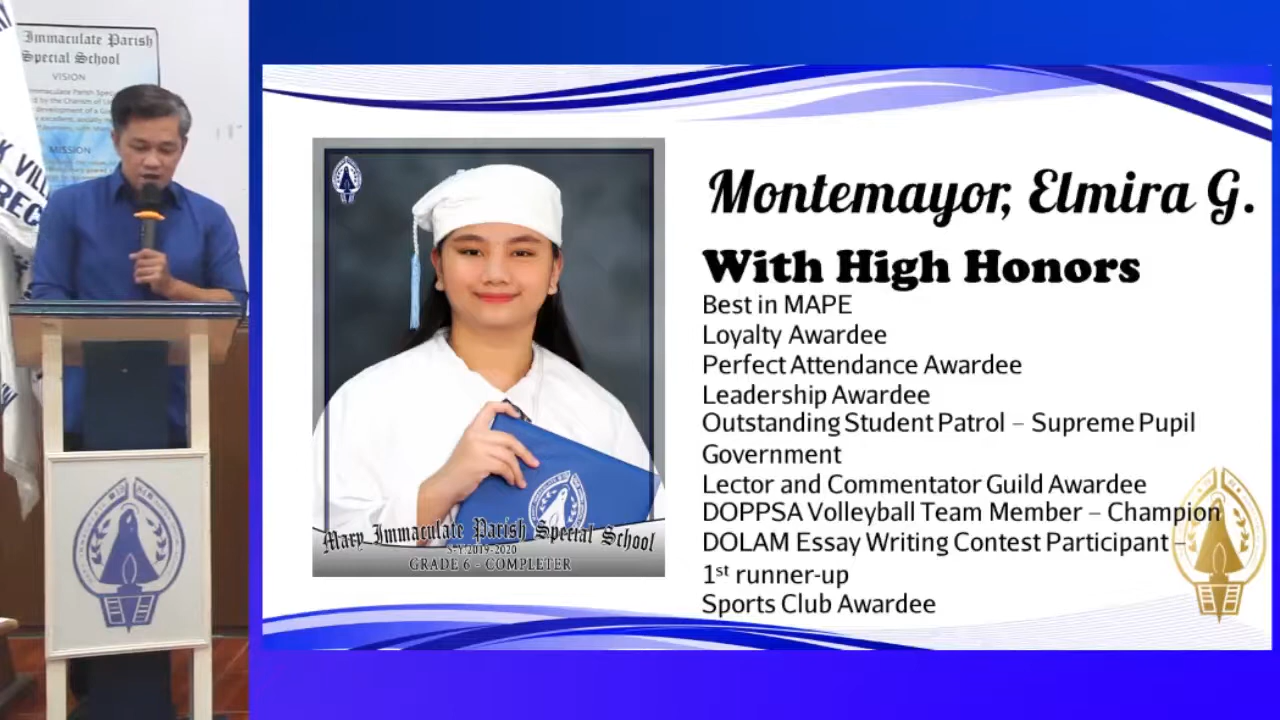 Immaculate Parish
Special School
VISION
MISSION
Montemayor, Elmira G.
With High Honors
Best in MAPE
Loyalty Awardee
Perfect Attendance Awardee
Leadership Awardee
Outstanding Student Patrol – Supreme Pupil
Government
Lector and Commentator Guild Awardee
DOPPSA Volleyball Team Member – Champion
DOLAM Essay Writing Contest Participant –
1st runner-up
Sports Club Awardee
Mary Immaculate Parish Special School
S.Y.2019-2020
GRADE 6 - COMPLETER